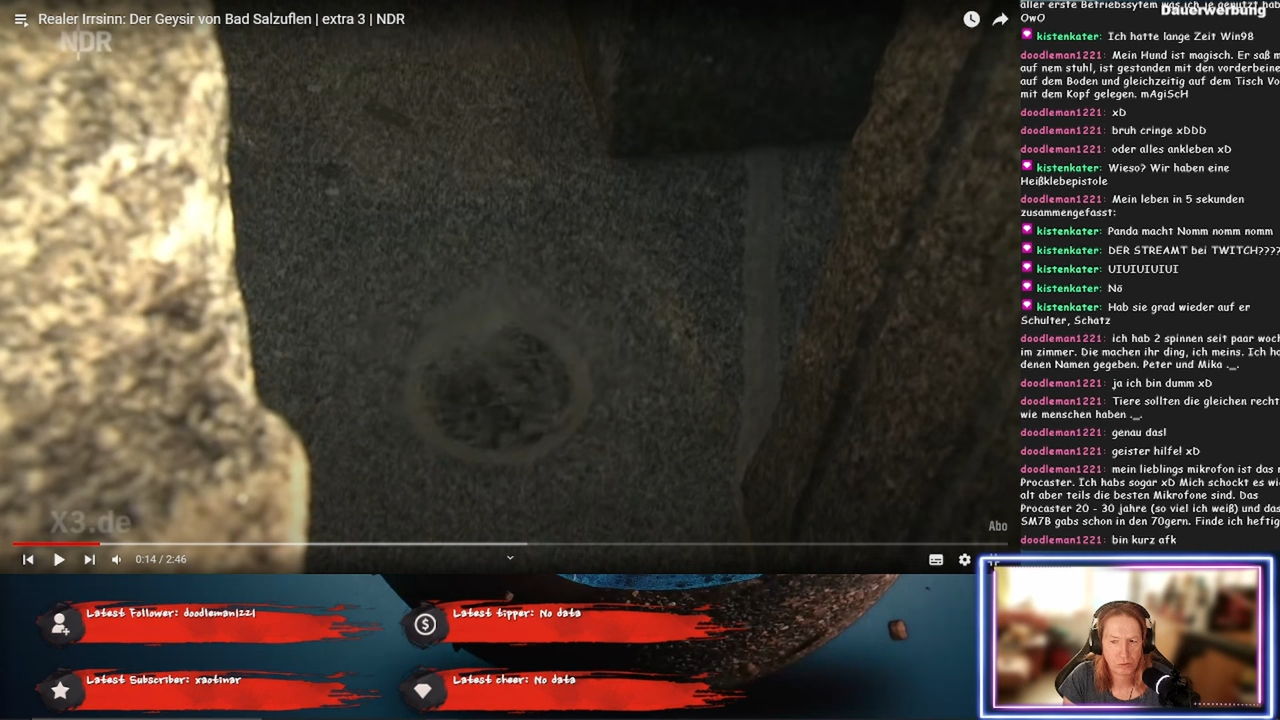 Realer Irrsinn: Der Geysir von Bad Salzuflen | extra 3 | NDR
NDR
X3.de
Abo
0:14 / 2:46
Dauerwerbung
aller erste Betriebssytem was ich je genutzt hab
OwO
kistenkater: Ich hatte lange Zeit Win98
doodleman1221: Mein Hund ist magisch. Er saß m
auf nem stuhl, ist gestanden mit den vorderbeine
auf dem Boden und gleichzeitig auf dem Tisch Vo
mit dem Kopf gelegen. mAgiScH
doodleman1221: xD
doodleman1221: bruh cringe xDDD
doodleman1221: oder alles ankleben xD
kistenkater: Wieso? Wir haben eine
Heißklebepistole
doodleman1221: Mein leben in 5 sekunden
zusammengefasst:
kistenkater: Panda macht Nomm nomm nomm
kistenkater: DER STREAMT bei TWITCH????
kistenkater: UIUIUIUIUI
kistenkater: Nö
kistenkater: Hab sie grad wieder auf er
Schulter, Schatz
doodleman1221: ich hab 2 spinnen seit paar woch
im zimmer. Die machen ihr ding, ich meins. Ich ha
denen Namen gegeben. Peter und Mika ._.
doodleman1221: ja ich bin dumm xD
doodleman1221: Tiere sollten die gleichen recht
wie menschen haben ._.
doodleman1221: genau das!
doodleman1221: geister hilfe! xD
doodleman1221: mein lieblings mikrofon ist das r
Procaster. Ich habs sogar xD Mich schockt es wie
alt aber teils die besten Mikrofone sind. Das
Procaster 20 - 30 jahre (so viel ich weiß) und das
SM7B gabs schon in den 70gern. Finde ich heftig
doodleman1221: bin kurz afk
Latest Follower: doodleman1221
Latest tipper: No data
Latest Subscriber: xaotinar
Latest cheer: No data